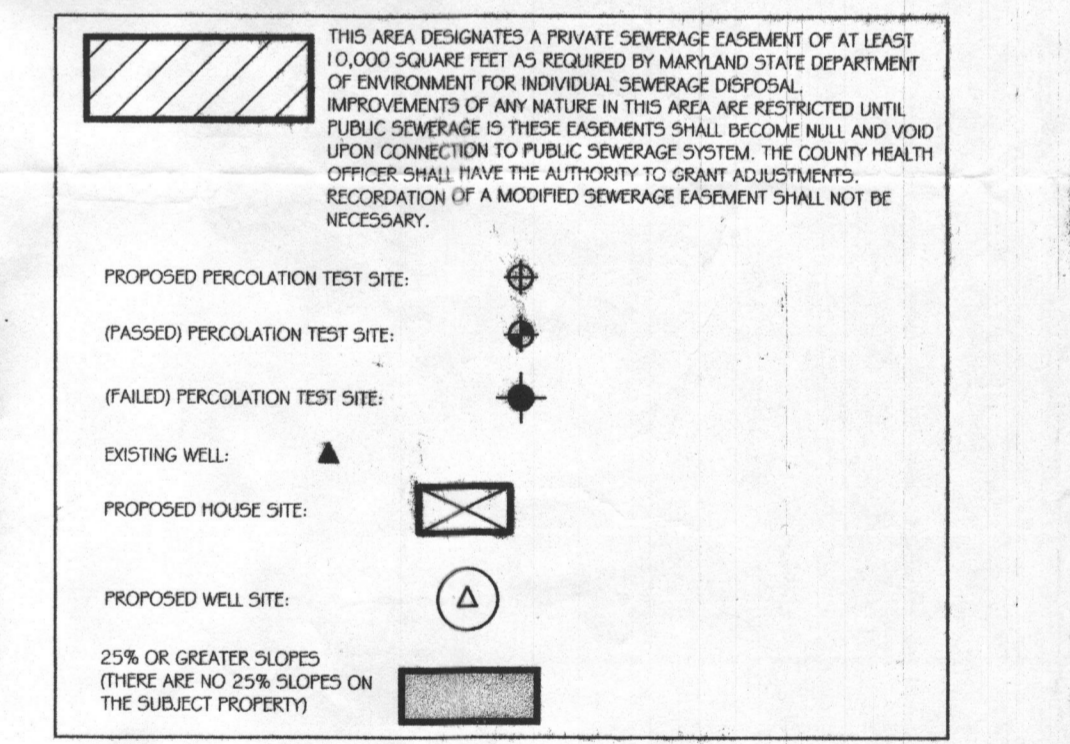 THIS AREA DESIGNATES A PRIVATE SEWERAGE EASEMENT OF AT LEAST
10,000 SQUARE FEET AS REQUIRED BY MARYLAND STATE DEPARTMENT
OF ENVIRONMENT FOR INDIVIDUAL SEWERAGE DISPOSAL.
IMPROVEMENTS OF ANY NATURE IN THIS AREA ARE RESTRICTED UNTIL
PUBLIC SEWERAGE IS THESE EASEMENTS SHALL BECOME NULL AND VOID
UPON CONNECTION TO PUBLIC SEWERAGE SYSTEM. THE COUNTY HEALTH
OFFICER SHALL HAVE THE AUTHORITY TO GRANT ADJUSTMENTS.
RECORDATION OF A MODIFIED SEWERAGE EASEMENT SHALL NOT BE
NECESSARY.
PROPOSED PERCOLATION TEST SITE:
(PASSED) PERCOLATION TEST SITE:
(FAILED) PERCOLATION TEST SITE:
EXISTING WELL:
PROPOSED HOUSE SITE:
PROPOSED WELL SITE:
25% OR GREATER SLOPES
(THERE ARE NO 25% SLOPES ON
THE SUBJECT PROPERTY)